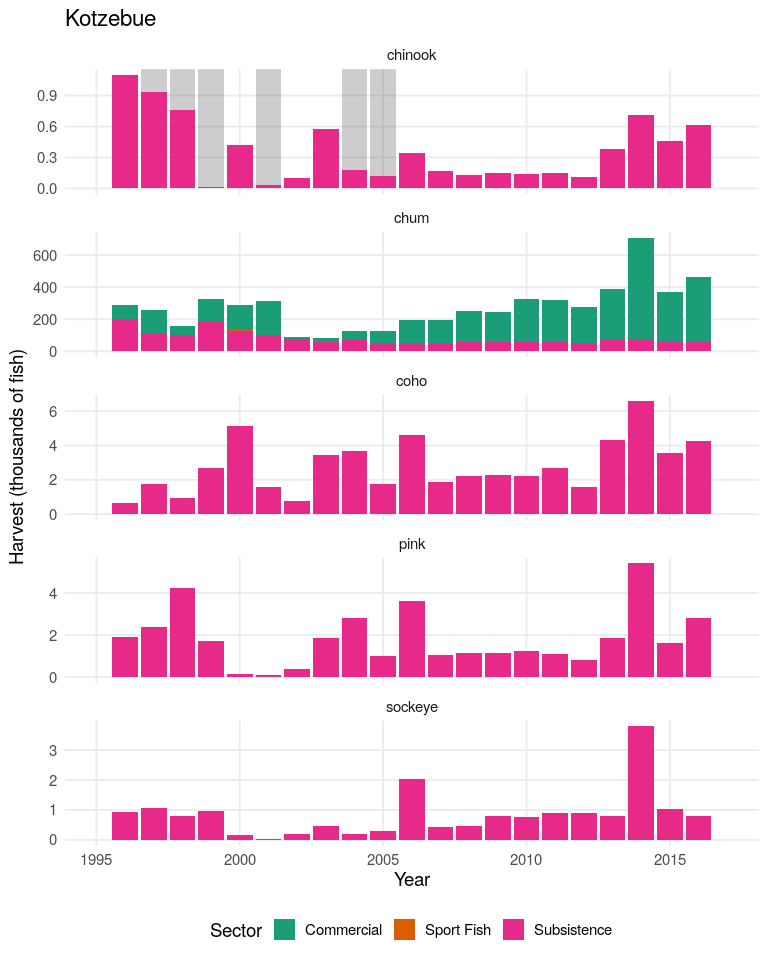 Kotzebue
chinook
0.9
0.6
0.3
0.0
chum
600
400
200
0
coho
6
4
2
0
pink
4
2
0
sockeye
3
2
1
0
Harvest (thousands of fish)
1995 2000 2005 2010 2015
Year
Sector Commercial Sport Fish Subsistence